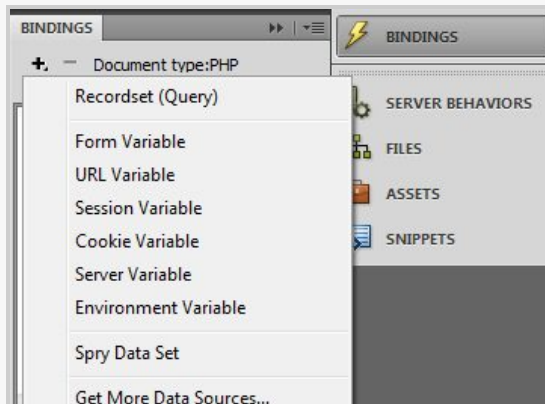 BINDINGS
Document type:PHP
Recordset (Query)
Form Variable
URL Variable
Session Variable
Cookie Variable
Server Variable
Environment Variable
Spry Data Set
Get More Data Sources...
BINDINGS
SERVER BEHAVIORS
FILES
ASSETS
SNIPPETS